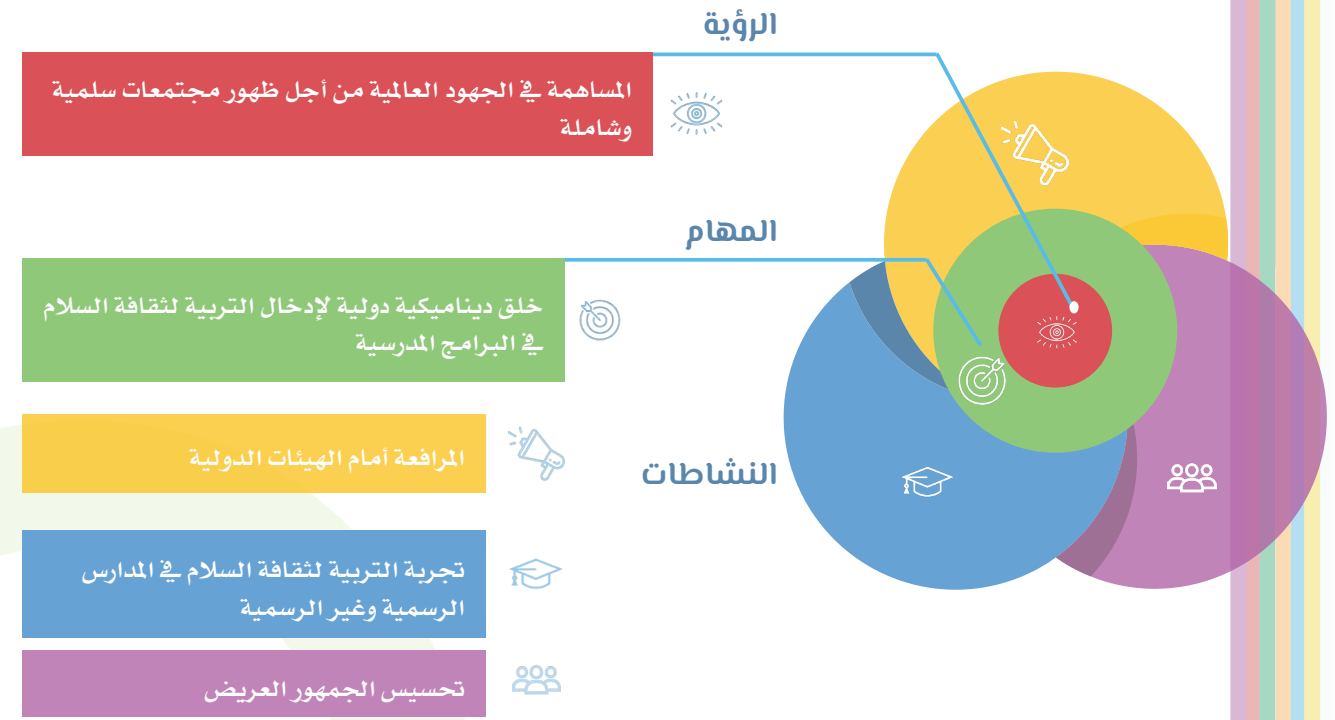 الرؤية
المساهمة في الجهود العالمية من أجل ظهور مجتمعات سلمية
وشاملة
المهام
خلق ديناميكية دولية لإدخال التربية لثقافة السلام
في البرامج المدرسية
النشاطات
المرافعة أمام الهيئات الدولية
تجربة التربية لثقافة السلام في المدارس
الرسمية وغير الرسمية
تحسيس الجمهور العريض